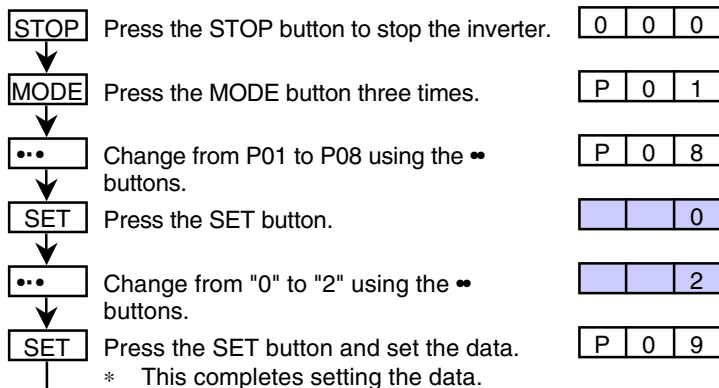 STOP Press the STOP button to stop the inverter. 0 0 0
MODE Press the MODE button three times. P 0 1
•·• Change from P01 to P08 using the •• P 0 8
buttons.
SET Press the SET button. 0
•·• Change from "0" to "2" using the •• 2
buttons.
SET Press the SET button and set the data. P 0 9
* This completes setting the data.